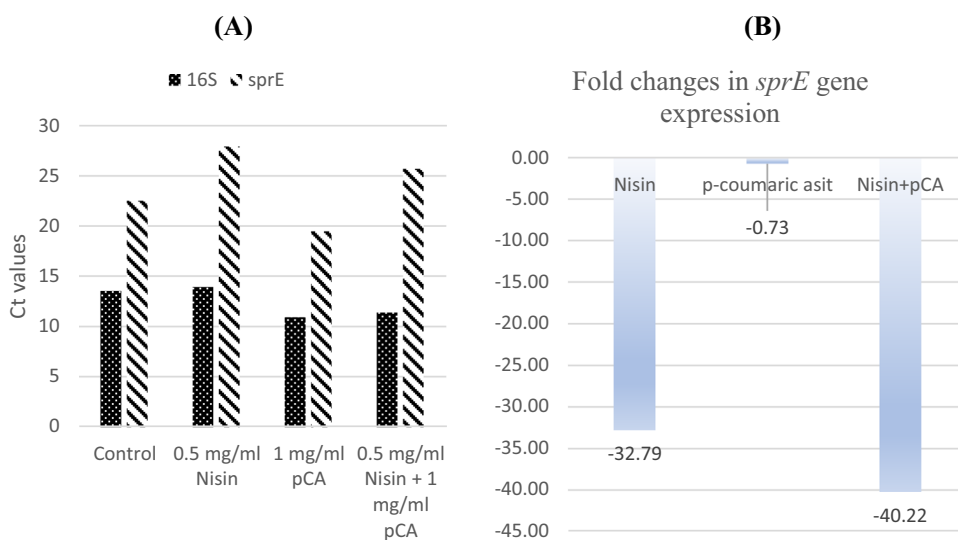 (A)
16S sprE
30
25
20
15
10
5
0
Ct values
Control
0.5 mg/ml
Nisin
1 mg/ml
pCA
0.5 mg/ml
Nisin + 1
mg/ml
pCA
(B)
Fold changes in sprE gene
expression
0.00
-5.00
-10.00
-15.00
-20.00
-25.00
-30.00
-35.00
-40.00
-45.00
Nisin
p-coumaric asit
Nisin+pCA
-0.73
-32.79
-40.22